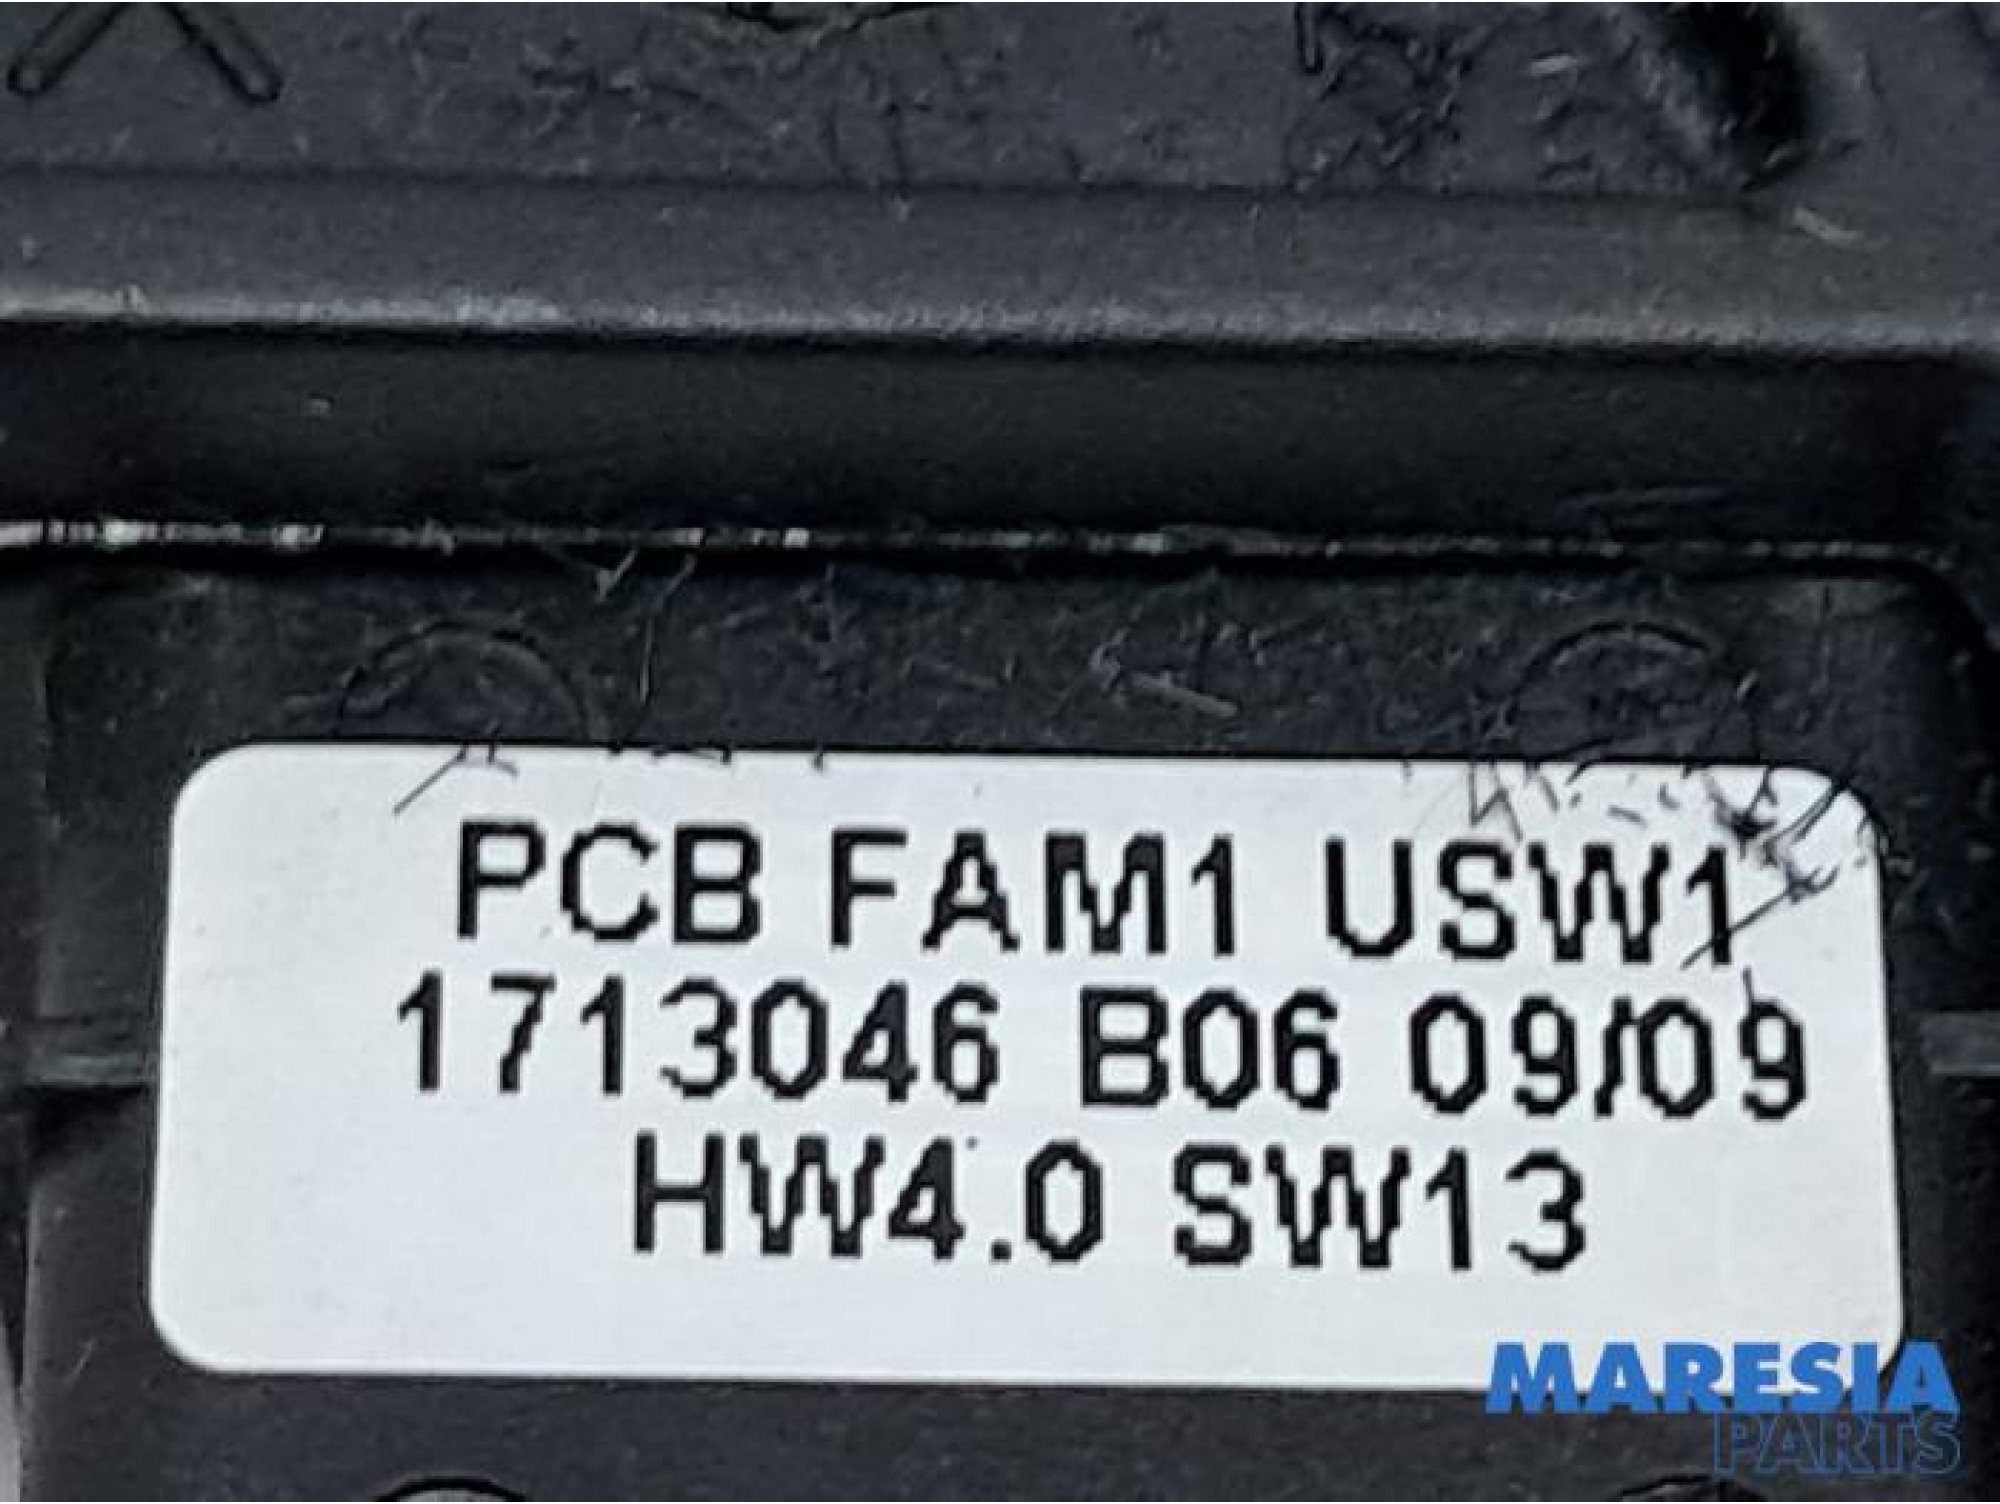 PCB FAM1 USW1
1713046 B06 09/09
HW4.0 SW13
MARESIA
PARTS